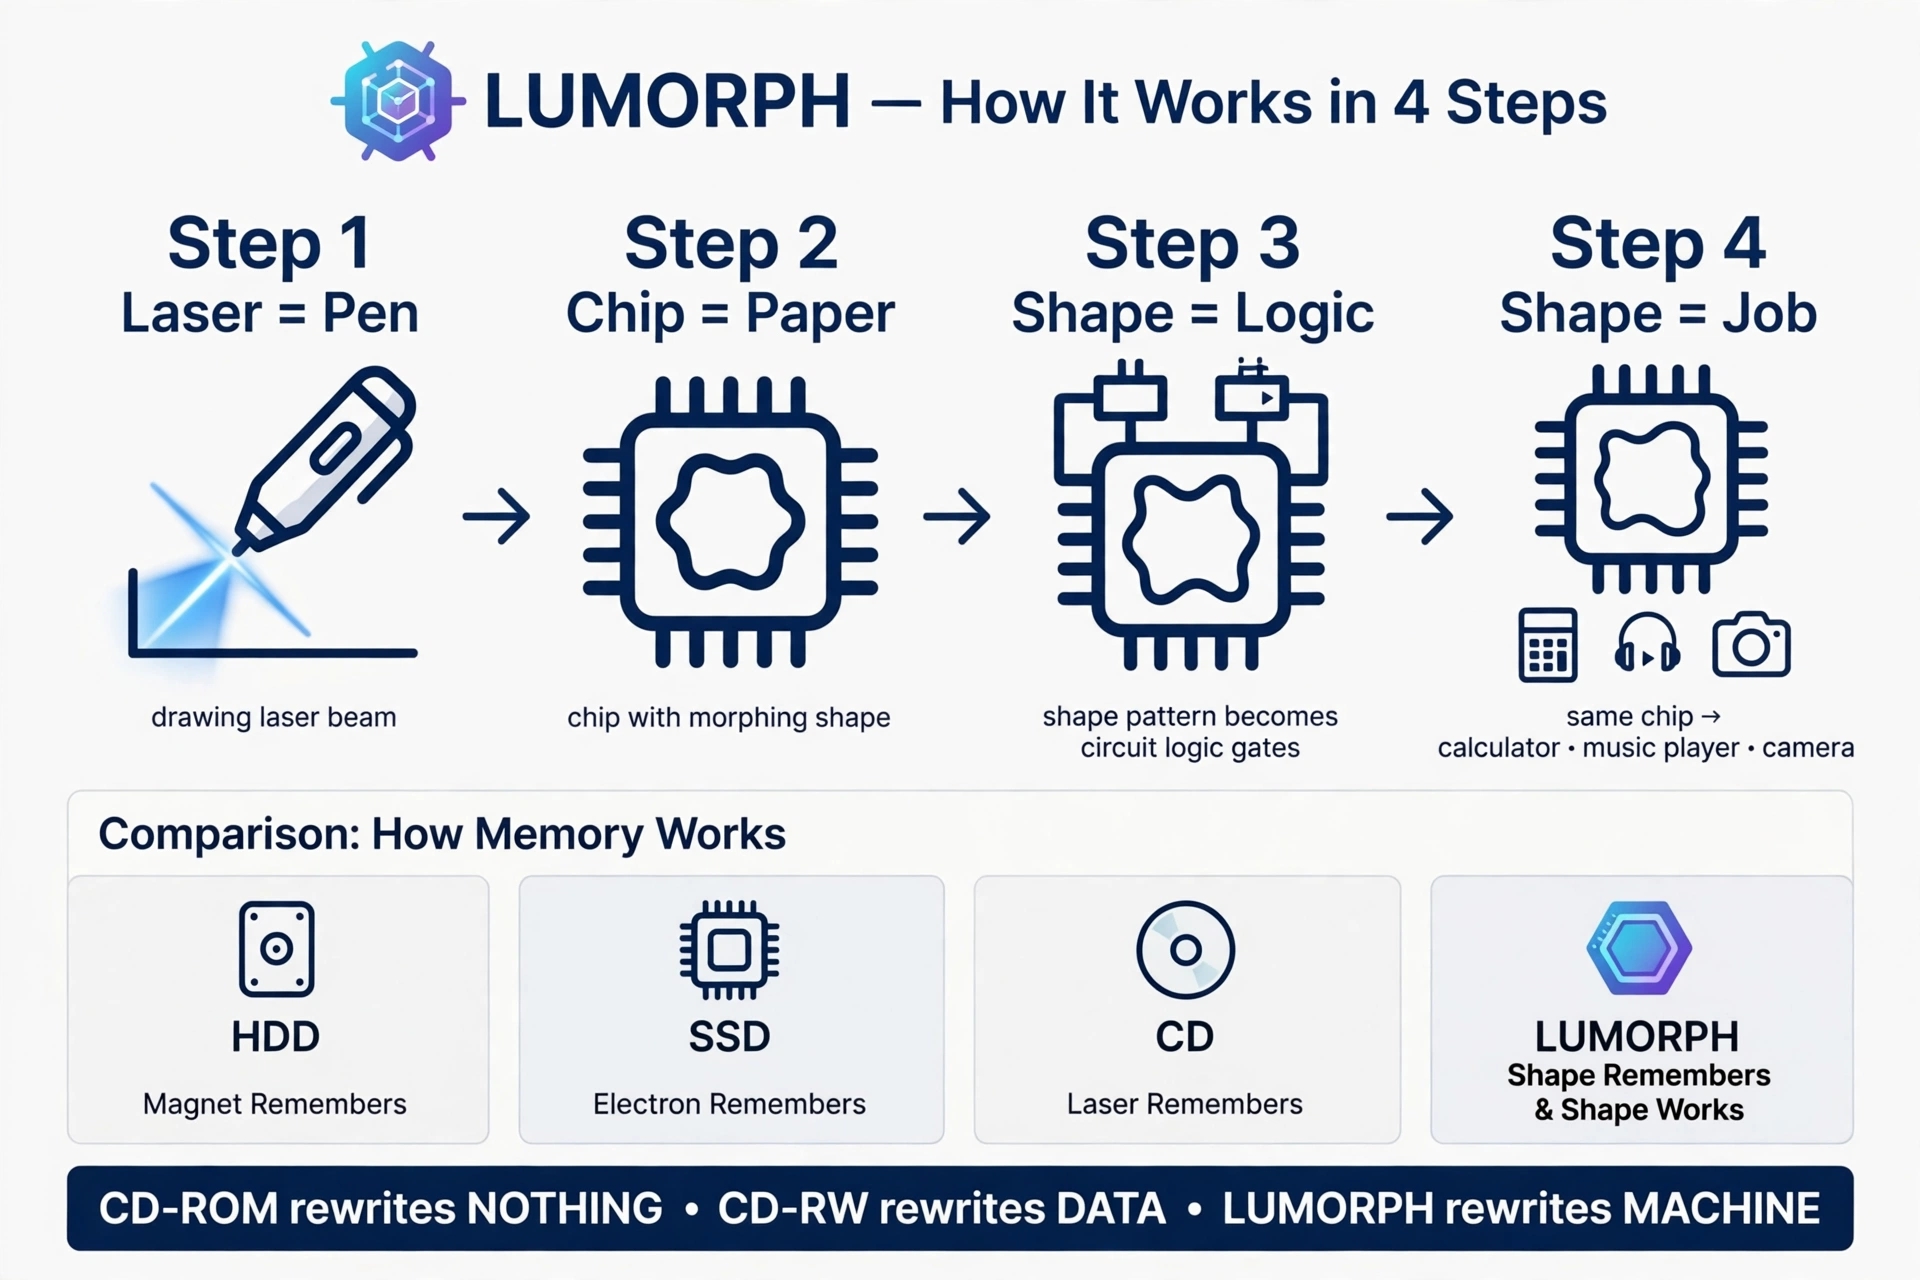 LUMORPH — How It Works in 4 Steps
Step 1
Laser = Pen
drawing laser beam
Step 2
Chip = Paper
chip with morphing shape
Step 3
Shape = Logic
shape pattern becomes
circuit logic gates
Step 4
Shape = Job
same chip →
calculator • music player • camera
Comparison: How Memory Works
HDD
Magnet Remembers
SSD
Electron Remembers
CD
Laser Remembers
LUMORPH
Shape Remembers
& Shape Works
CD-ROM rewrites NOTHING • CD-RW rewrites DATA • LUMORPH rewrites MACHINE